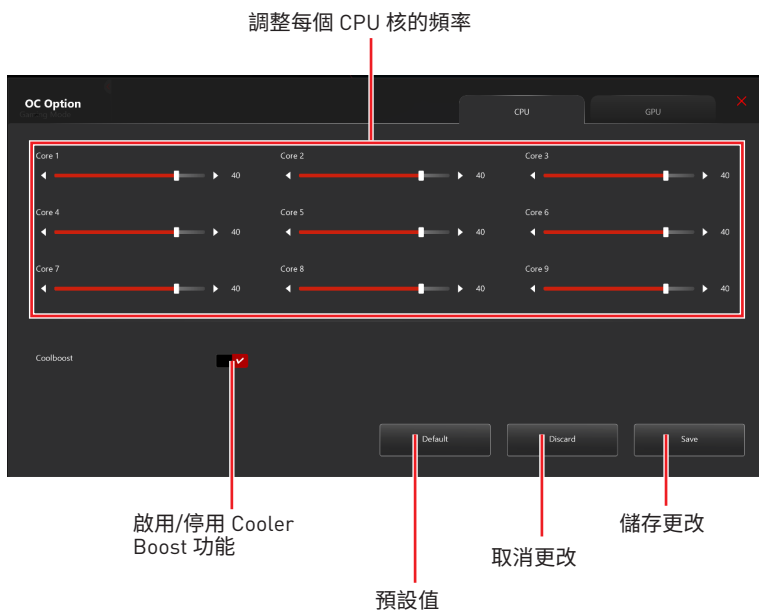 調整每個 CPU 核的頻率
OC Option
CPU
GPU
Core 1
Core 2
Core 3
40
40
40
Core 4
Core 5
Core 6
40
40
40
Core 7
Core 8
Core 9
40
40
40
Coolboost
Default
Discard
Save
啟用/停用 Cooler
Boost 功能
儲存更改
取消更改
預設值